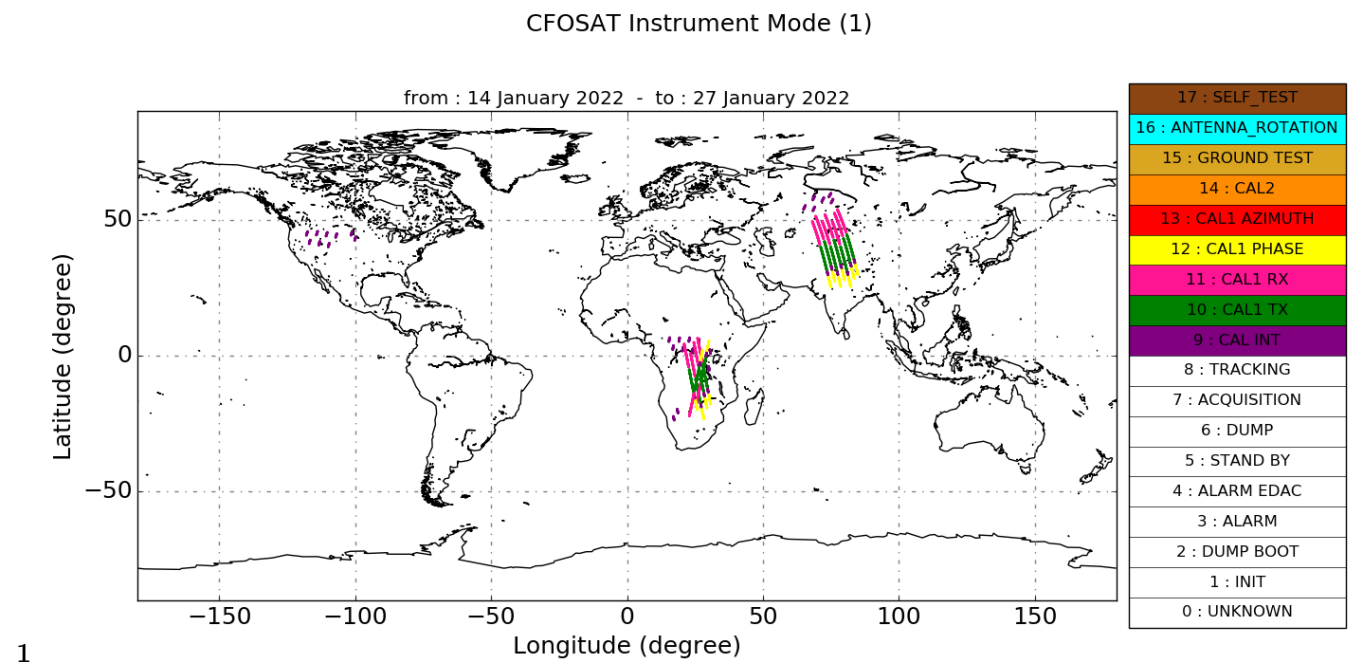 CFOSAT Instrument Mode (1)
from : 14 January 2022 - to : 27 January 2022
17 : SELF_TEST
16 : ANTENNA_ROTATION
15 : GROUND TEST
14 : CAL2
13 : CAL1 AZIMUTH
12 : CAL1 PHASE
11 : CAL1 RX
10 : CAL1 TX
9 : CAL INT
8 : TRACKING
7 : ACQUISITION
6 : DUMP
5 : STAND BY
4 : ALARM EDAC
3 : ALARM
2 : DUMP BOOT
1 : INIT
0 : UNKNOWN
Latitude (degree)
50
0
−50
−150 −100 −50 0 50 100 150
Longitude (degree)
1